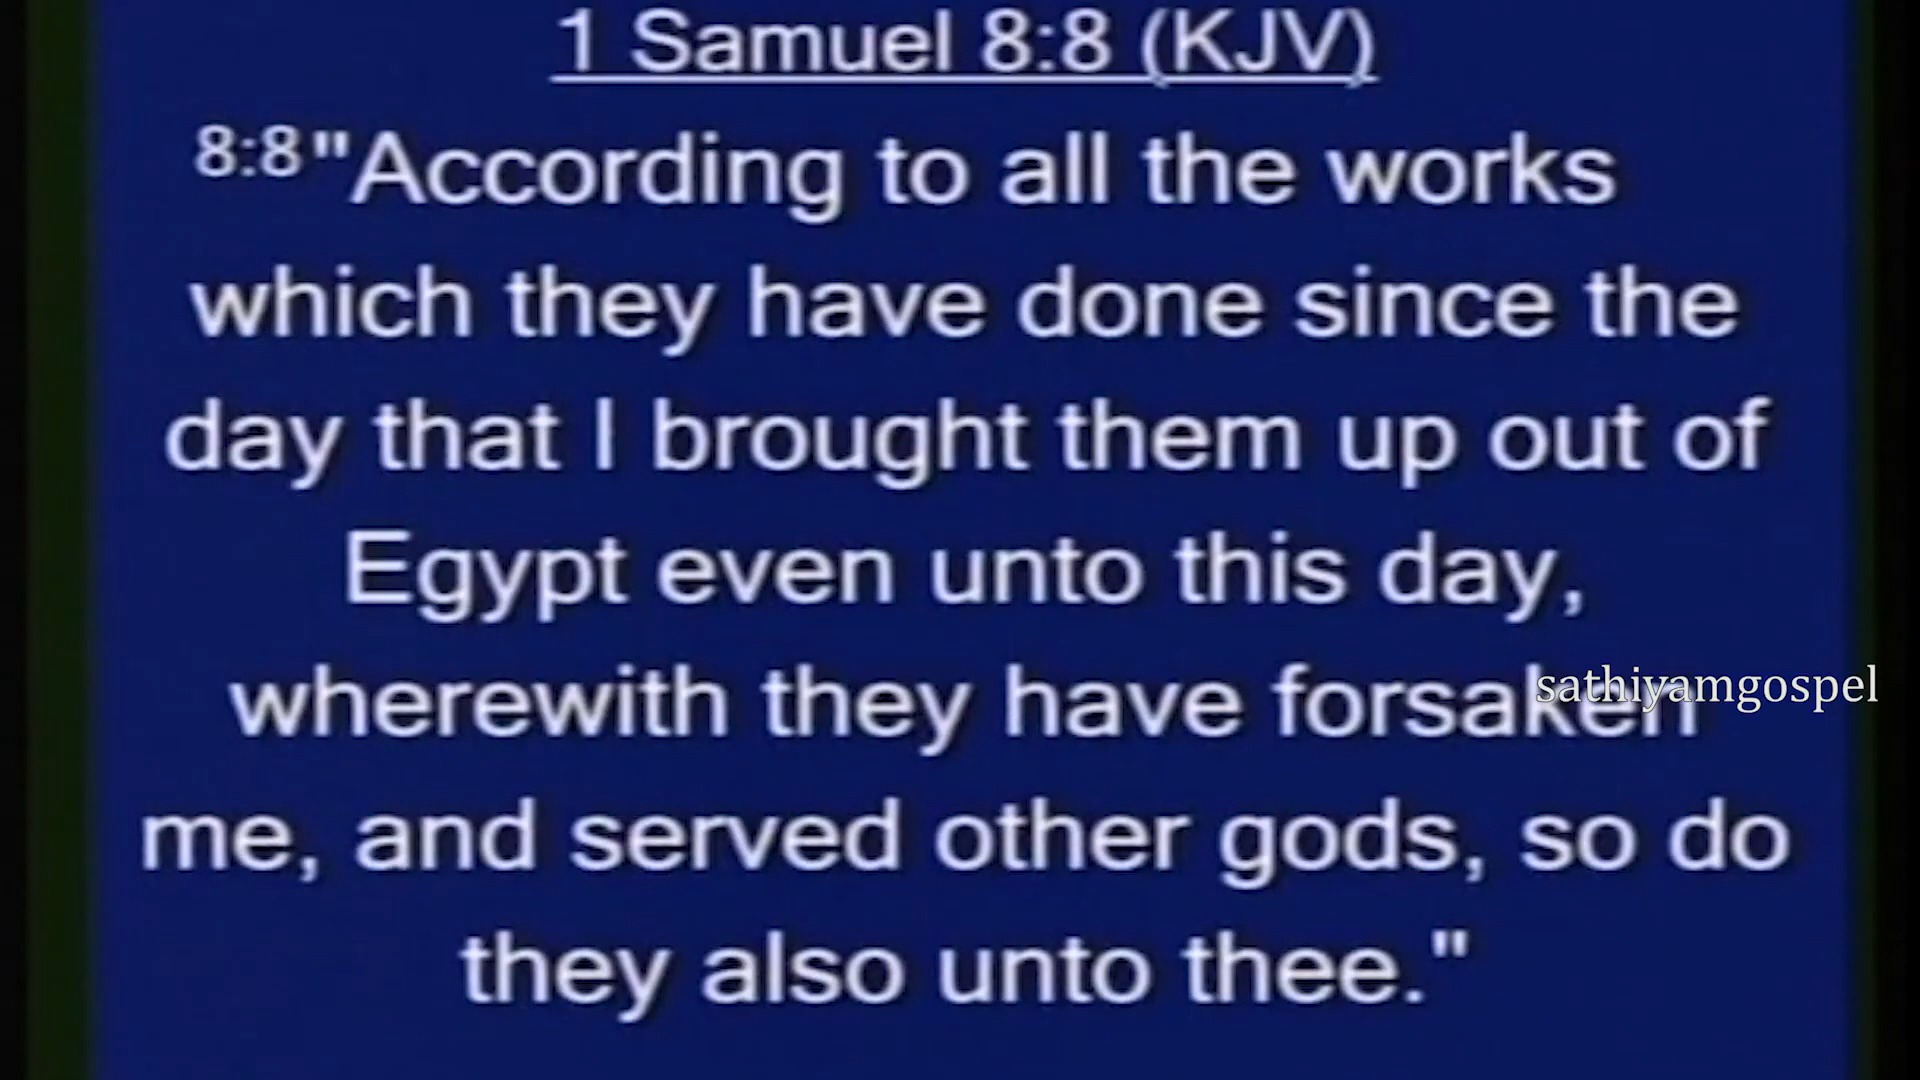 1 Samuel 8:8 (KJV)
8:8"According to all the works
which they have done since the
day that I brought them up out of
Egypt even unto this day,
wherewith they have forsaken
me, and served other gods, so do
they also unto thee."
sathiyamgospel